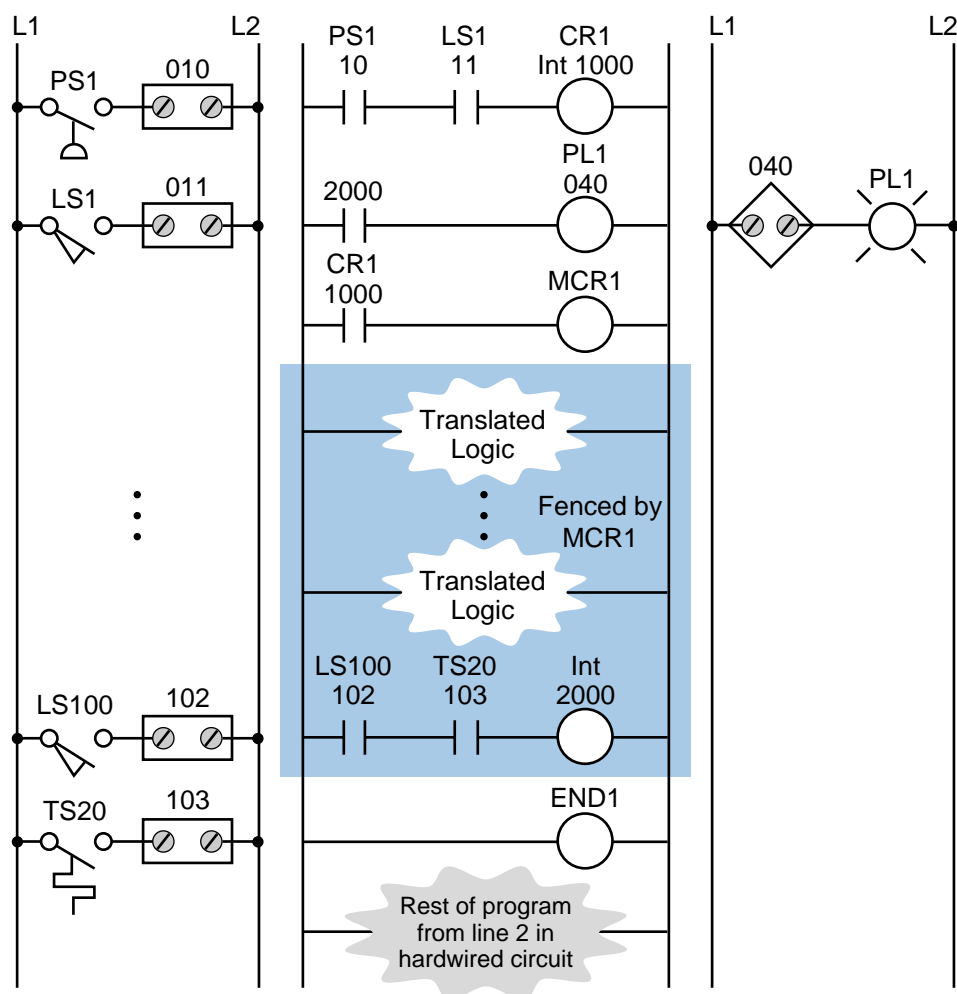 L1
L2
PS1
010
LS1
011
LS100
102
TS20
103
PS1
10
LS1
11
CR1
Int 1000
2000
PL1
040
CR1
1000
MCR1
Translated
Logic
Fenced by
MCR1
Translated
Logic
LS100
102
TS20
103
Int
2000
END1
Rest of program
from line 2 in
hardwired circuit
L1
L2
040
PL1